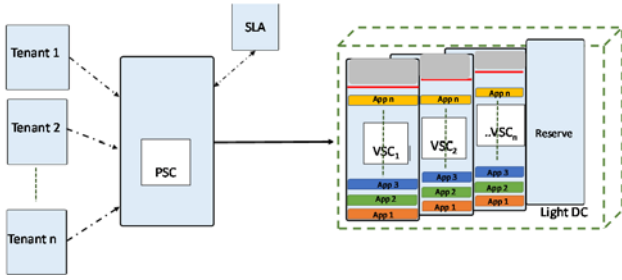 SLA
Tenant 1
Tenant 2
Tenant n
PSC
App n
VSC1
App 3
App 2
App 1
App n
VSC2
App 3
App 2
App 1
App n
..VSCn
App 3
App 2
App 1
Reserve
Light DC